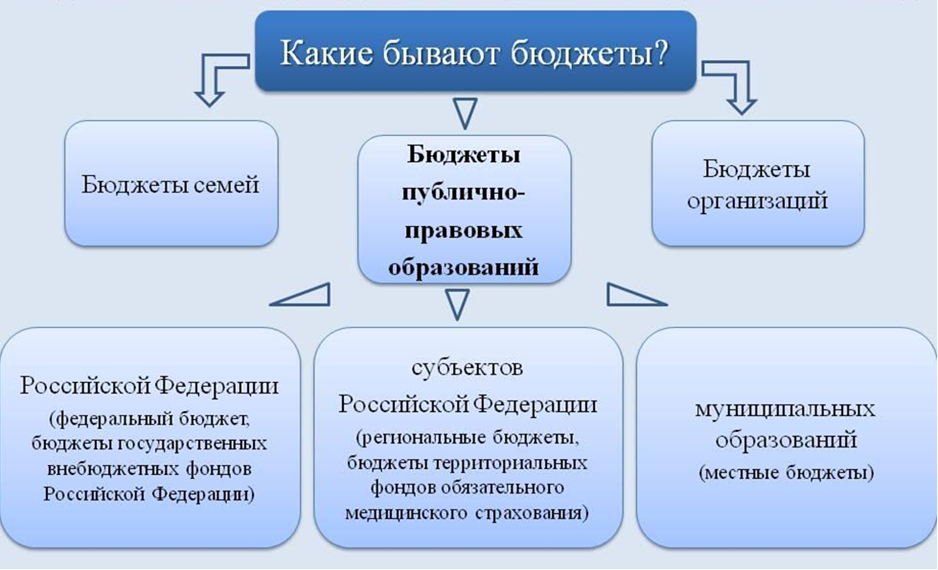 Какие бывают бюджеты?
Бюджеты семей
Бюджеты
публично-
правовых
образований
Бюджеты
организаций
Российской Федерации
(федеральный бюджет,
бюджеты государственных
внебюджетных фондов
Российской Федерации)
субъектов
Российской Федерации
(региональные бюджеты,
бюджеты территориальных
фондов обязательного
медицинского страхования)
муниципальных
образований
(местные бюджеты)